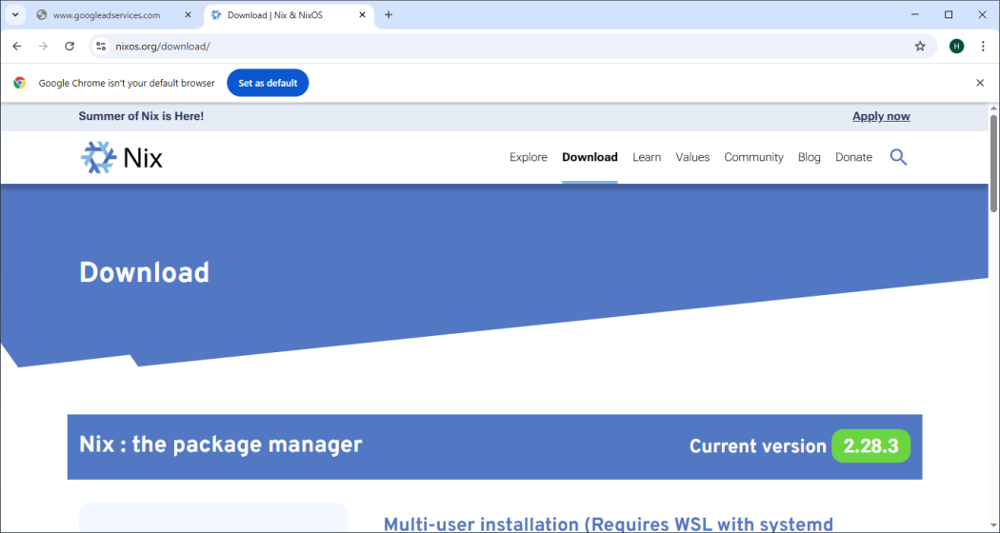 www.googleadservices.com
Download | Nix & NixOS
nixos.org/download/
H
Google Chrome isn't your default browser
Set as default
Summer of Nix is Here!
Apply now
Nix
Explore
Download
Learn
Values
Community
Blog
Donate
Download
Nix : the package manager
Current version
2.28.3
Multi-user installation (Requires WSL with systemd